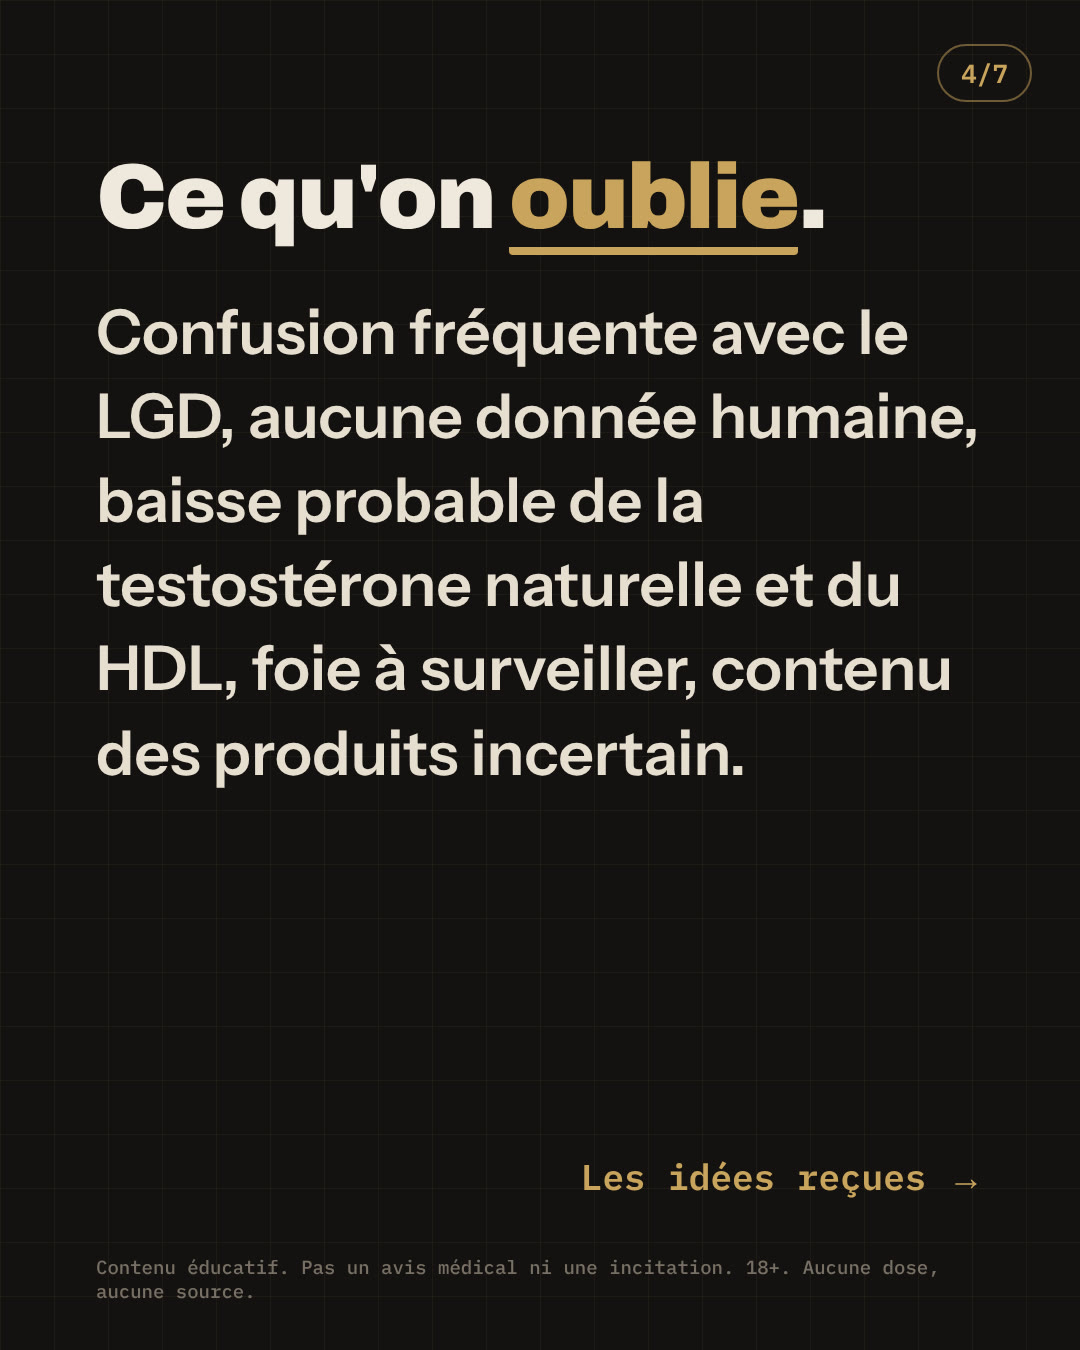 4/7
Ce qu'on oublie.
Confusion fréquente avec le
LGD, aucune donnée humaine,
baisse probable de la
testostérone naturelle et du
HDL, foie à surveiller, contenu
des produits incertain.
Les idées reçues →
Contenu éducatif. Pas un avis médical ni une incitation. 18+. Aucune dose,
aucune source.